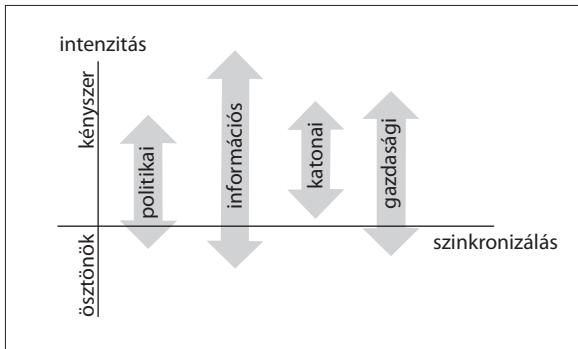 intenzitás
kényszer
politikai
információs
katonai
gazdasági
szinkronizálás
ösztönök